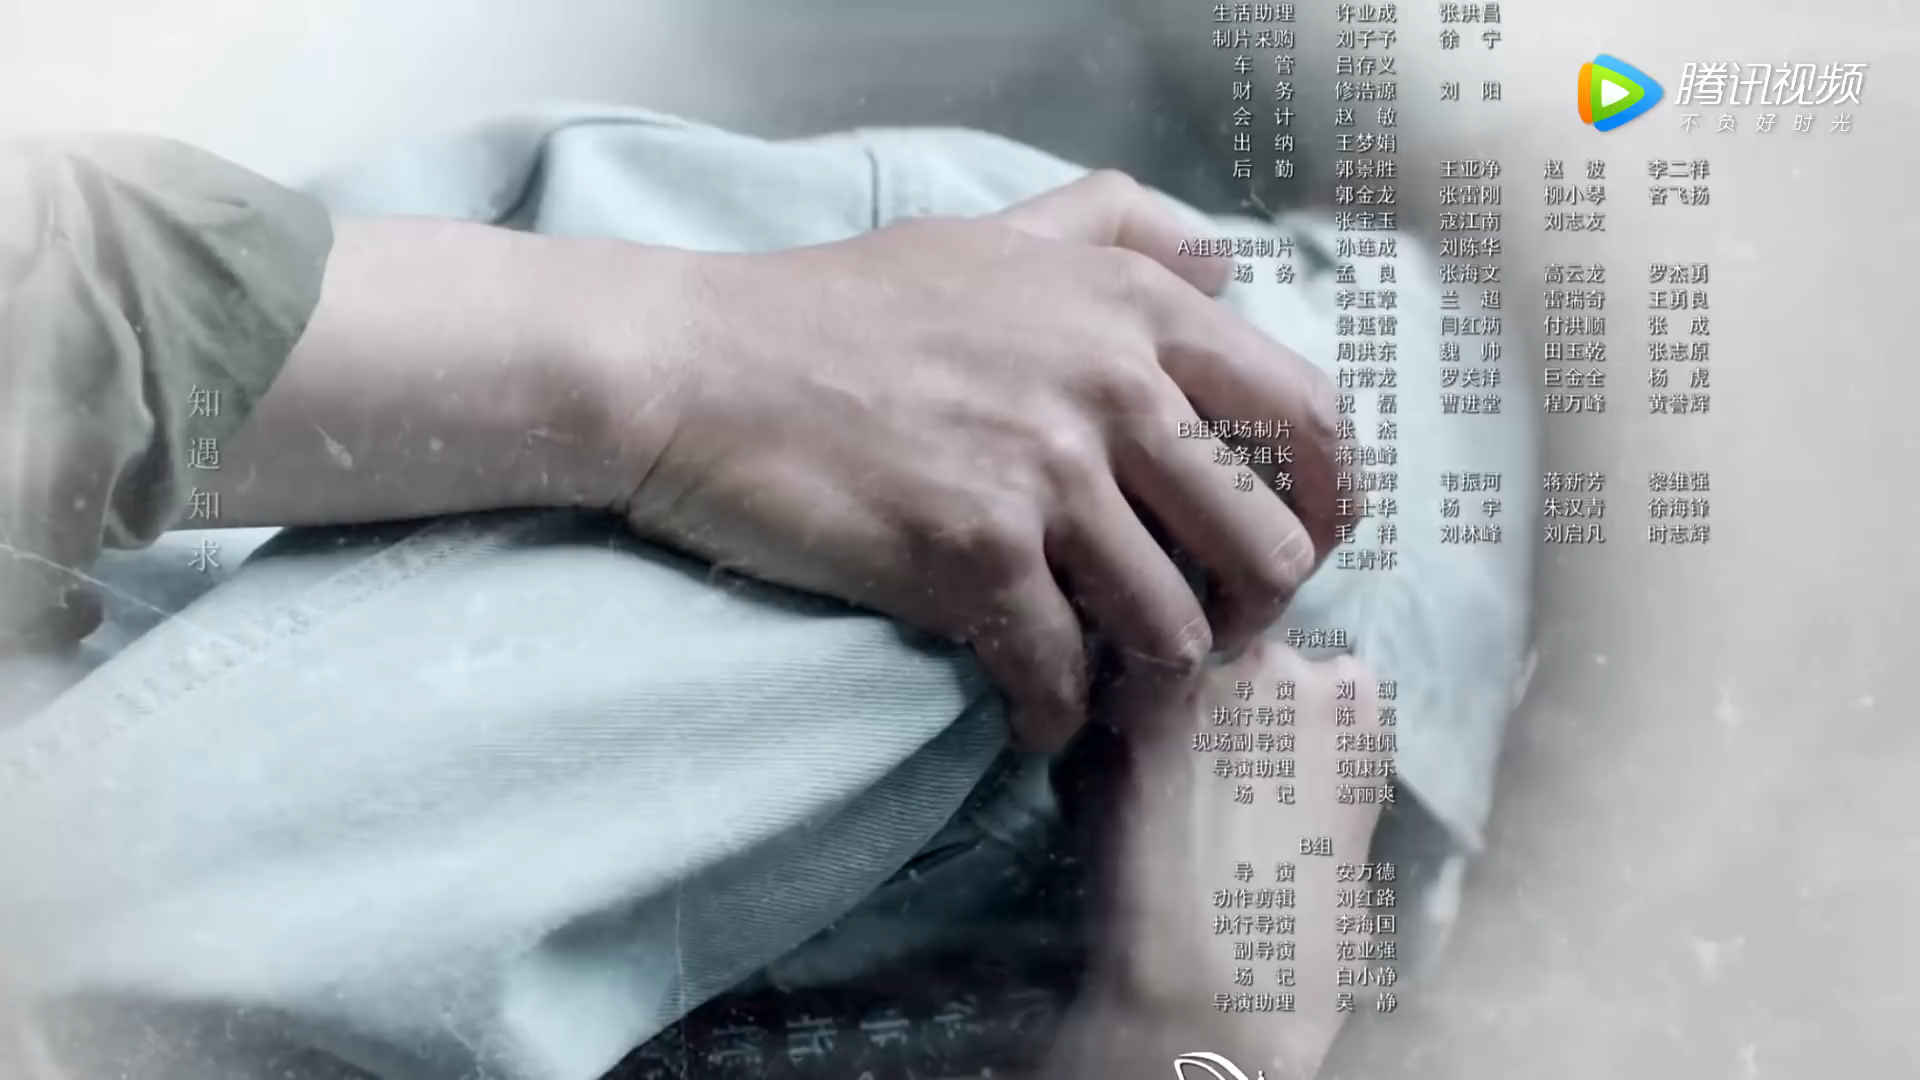 生活助理 许业成 张洪昌
制片采购 刘子予 徐 宁
车 管 吕存义
财 务 修浩源 刘 阳
会 计 赵 敏
出 纳 王梦娟
后 勤 郭景胜 王亚净 赵 波 李二祥
郭金龙 张雷刚 柳小琴 吝飞扬
张宝玉 寇江南 刘志友
A组现场制片 孙连成 刘陈华
场 务 孟 良 张海文 高云龙 罗杰勇
李玉章 兰 超 雷瑞奇 王勇良
景延雷 闫红炳 付洪顺 张 成
周洪东 魏 帅 田玉乾 张志原
付常龙 罗关洋 巨金全 杨 虎
祝 磊 曹进堂 程万峰 黄誉辉
B组现场制片 张 杰
场务组长 蒋艳峰
场 务 肖耀辉 韦振河 蒋新芳 黎维强
王士华 杨 宇 朱汉青 徐海锋
毛 祥 刘林峰 刘启凡 时志辉
王青怀
导演组
导 演 刘
执行导演 陈 亮
现场副导演 宋纯佩
导演助理 项康乐
场 记 葛丽爽
B组
导 演 安万德
动作剪辑 刘红路
执行导演 李海国
副导演 范业强
场 记 白小静
导演助理 吴 静
知遇知求
腾讯视频
不负好时光